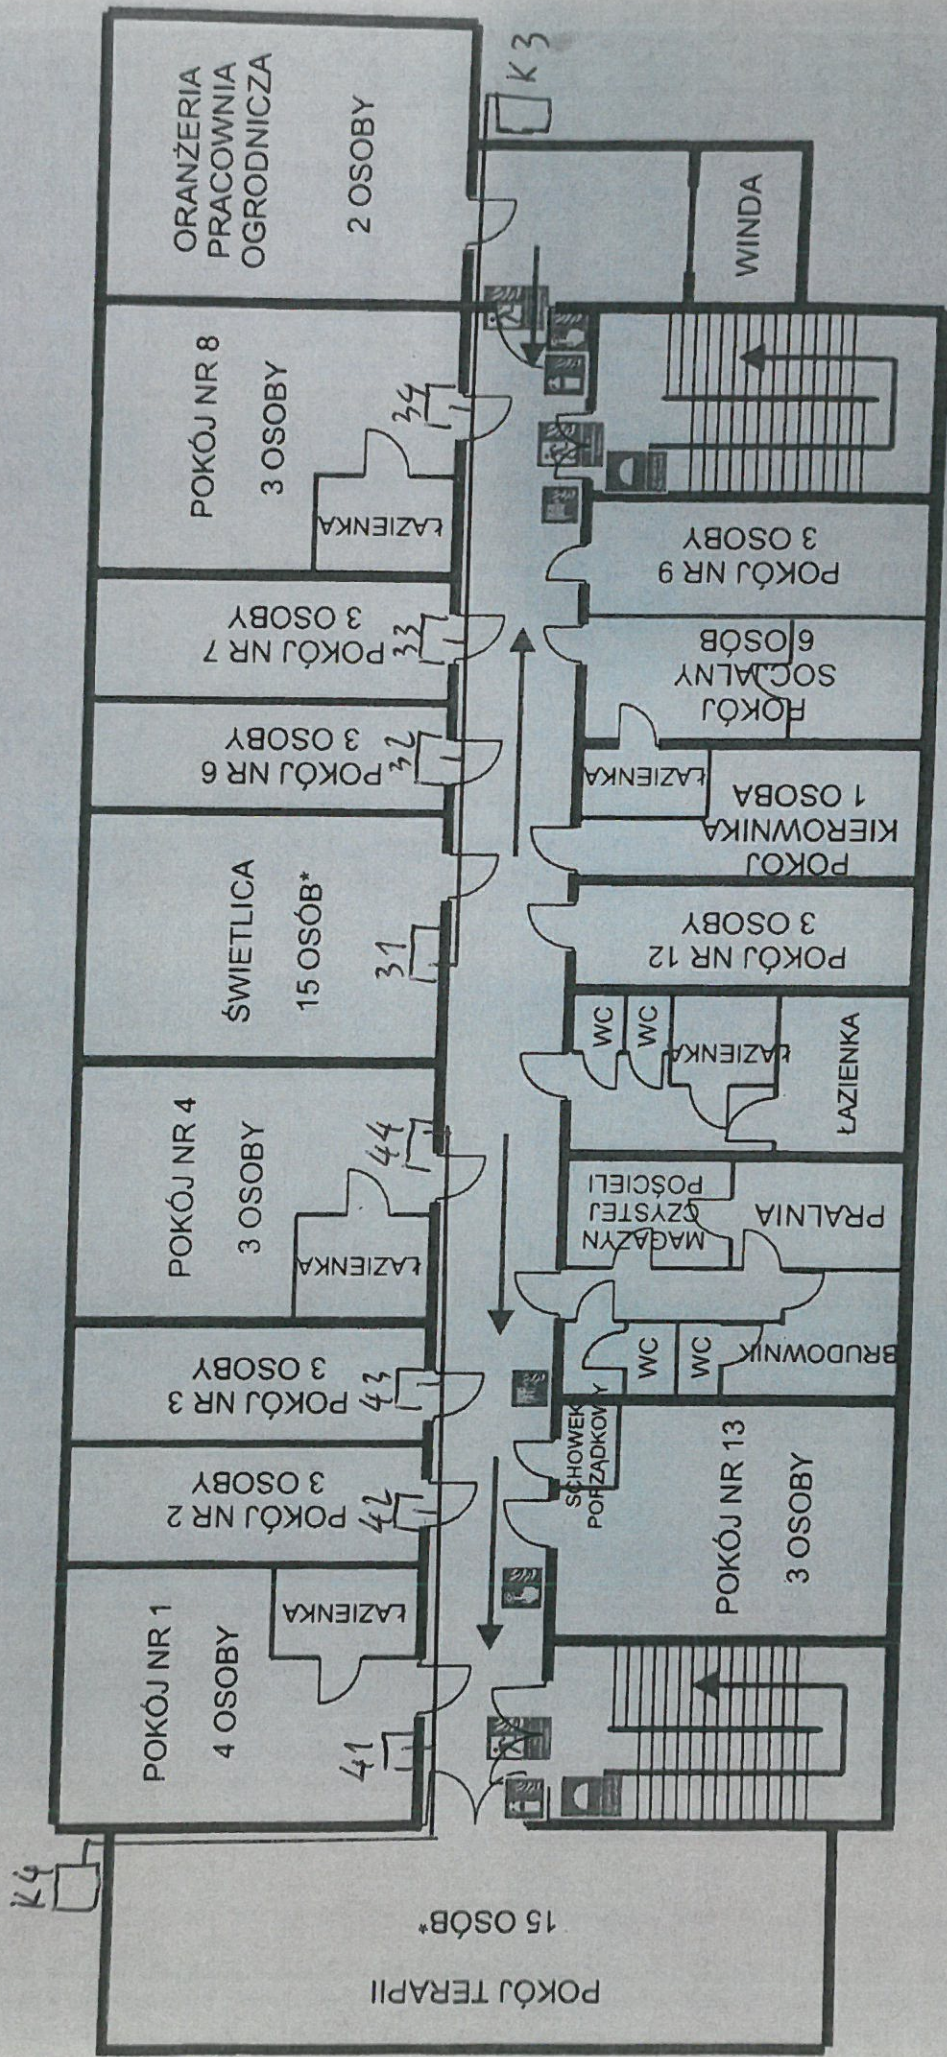 K4
POKÓJ TERAPII
15 OSÓB*
POKÓJ NR 1
4 OSOBY
ŁAZIENKA
41
POKÓJ NR 2
3 OSOBY
42
POKÓJ NR 3
3 OSOBY
43
POKÓJ NR 4
3 OSOBY
ŁAZIENKA
44
ŚWIETLICA
15 OSÓB*
31
POKÓJ NR 6
3 OSOBY
32
POKÓJ NR 7
3 OSOBY
33
POKÓJ NR 8
3 OSOBY
ŁAZIENKA
34
ORANŻERIA
PRACOWNIA
OGRODNICZA
2 OSOBY
K3
POKÓJ NR 13
3 OSOBY
SCHOWEK
PORZĄDKOWY
WC
WC
BRUDOWNIK
MAGAZYN
CZYSTEJ
POŚCIELI
PRALNIA
WC
WC
ŁAZIENKA
ŁAZIENKA
POKÓJ NR 12
3 OSOBY
POKÓJ
KIEROWNIKA
1 OSOBA
ŁAZIENKA
POKÓJ
SOCJALNY
6 OSÓB
POKÓJ NR 9
3 OSOBY
WINDA